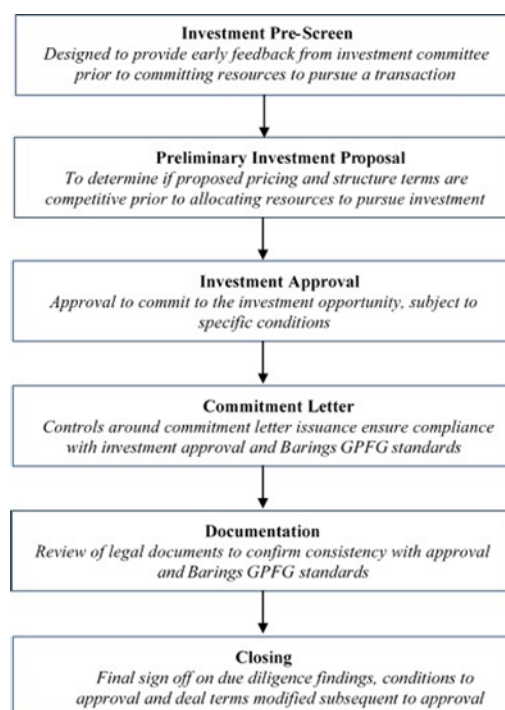 Investment Pre-Screen
Designed to provide early feedback from investment committee
prior to committing resources to pursue a transaction
Preliminary Investment Proposal
To determine if proposed pricing and structure terms are
competitive prior to allocating resources to pursue investment
Investment Approval
Approval to commit to the investment opportunity, subject to
specific conditions
Commitment Letter
Controls around commitment letter issuance ensure compliance
with investment approval and Barings GPFG standards
Documentation
Review of legal documents to confirm consistency with approval
and Barings GPFG standards
Closing
Final sign off on due diligence findings, conditions to
approval and deal terms modified subsequent to approval